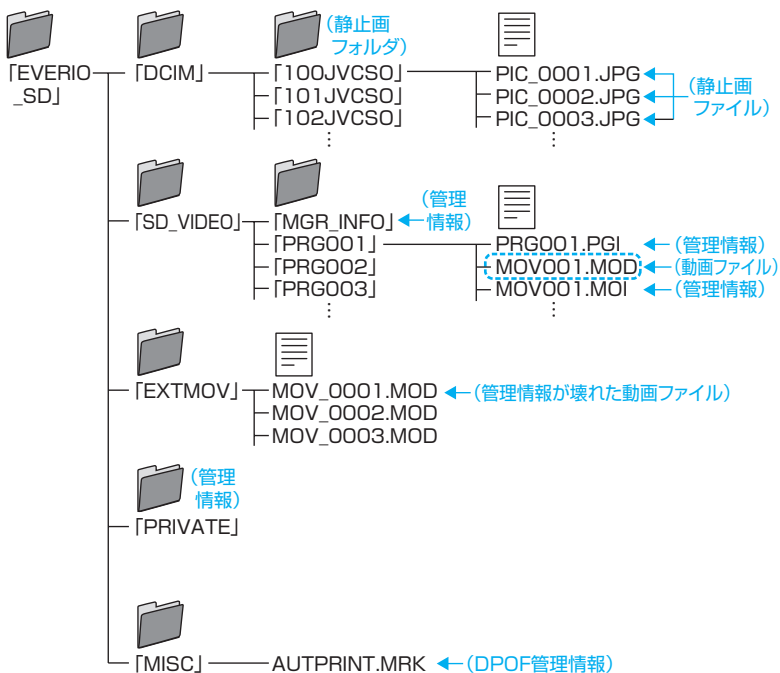 (静止画
フォルダ)
「EVERIO
_SD」
「DCIM」
「100JVCSO」
PIC_0001.JPG
「101JVCSO」
PIC_0002.JPG
「102JVCSO」
PIC_0003.JPG
(静止画
ファイル)
⋮
⋮
「SD_VIDEO」
「MGR_INFO」
(管理
情報)
「PRG001」
PRG001.PGI
(管理情報)
「PRG002」
MOV001.MOD
(動画ファイル)
「PRG003」
MOV001.MOI
(管理情報)
⋮
⋮
「EXTMOV」
MOV_0001.MOD
(管理情報が壊れた動画ファイル)
MOV_0002.MOD
MOV_0003.MOD
(管理
情報)
「PRIVATE」
「MISC」
AUTPRINT.MRK
(DPOF管理情報)